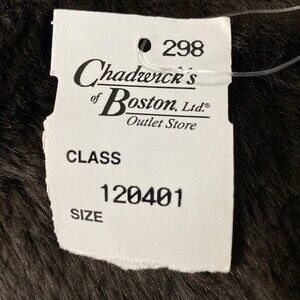 298
Chadwick's
of Boston, Ltd.®
Outlet Store
CLASS
120401
SIZE